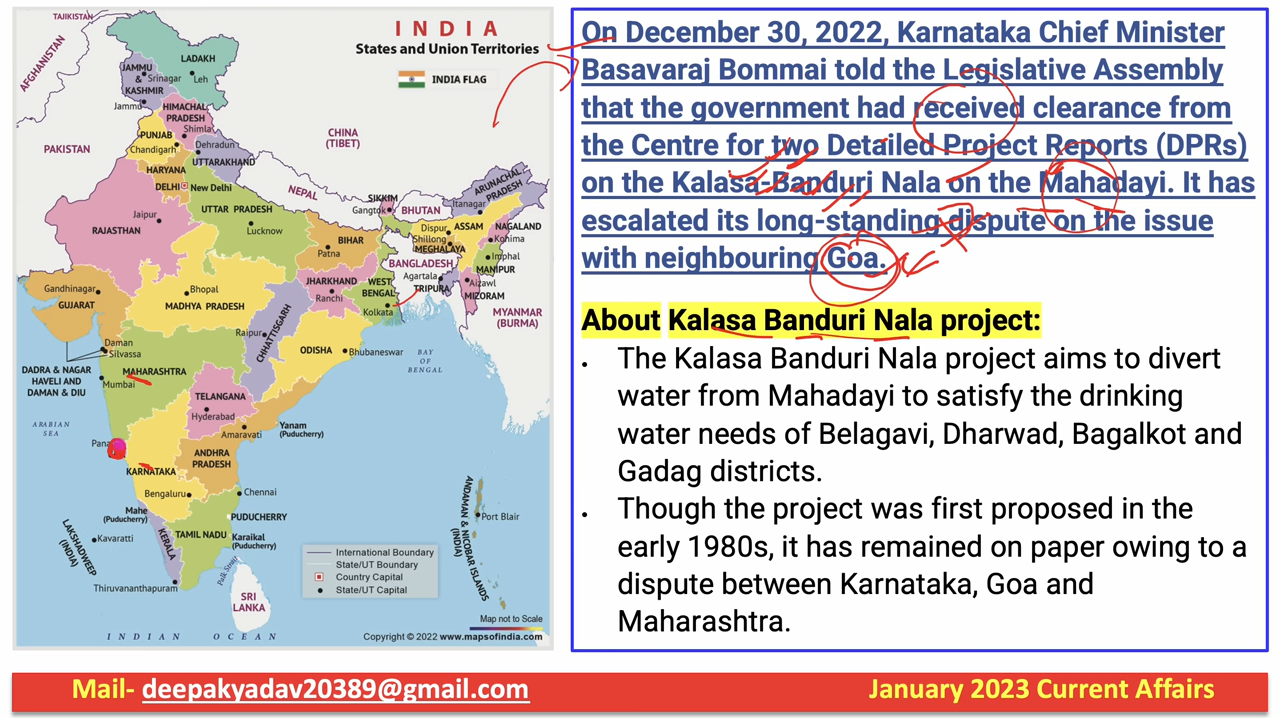 INDIA
States and Union Territories
INDIA FLAG
TAJIKISTAN
AFGHANISTAN
PAKISTAN
CHINA
(TIBET)
NEPAL
BHUTAN
BANGLADESH
MYANMAR
(BURMA)
SRI
LANKA
LADAKH
Leh
JAMMU
&
KASHMIR
Srinagar
Jammu
HIMACHAL
PRADESH
Shimla
PUNJAB
Chandigarh
Dehradun
UTTARAKHAND
HARYANA
DELHI
New Delhi
RAJASTHAN
Jaipur
UTTAR PRADESH
Lucknow
BIHAR
Patna
SIKKIM
Gangtok
ARUNACHAL
PRADESH
Itanagar
Dispur
ASSAM
NAGALAND
Kohima
Shillong
MEGHALAYA
Imphal
MANIPUR
Agartala
TRIPURA
Aizawl
MIZORAM
Gandhinagar
GUJARAT
Bhopal
MADHYA PRADESH
JHARKHAND
Ranchi
WEST
BENGAL
Kolkata
CHHATTISGARH
Raipur
ODISHA
Bhubaneswar
Daman
Silvassa
DADRA & NAGAR
HAVELI AND
DAMAN & DIU
MAHARASHTRA
Mumbai
TELANGANA
Hyderabad
Amaravati
ANDHRA
PRADESH
Yanam
(Puducherry)
KARNATAKA
Bengaluru
Chennai
PUDUCHERRY
Mahe
(Puducherry)
KERALA
TAMIL NADU
Karaikal
(Puducherry)
Thiruvananthapuram
LAKSHADWEEP
(INDIA)
Kavaratti
ANDAMAN & NICOBAR ISLANDS
(INDIA)
Port Blair
ARABIAN
SEA
BAY
OF
BENGAL
INDIAN OCEAN
International Boundary
State/UT Boundary
Country Capital
State/UT Capital
Map not to Scale
Copyright © 2022 www.mapsofindia.com
On December 30, 2022, Karnataka Chief Minister
Basavaraj Bommai told the Legislative Assembly
that the government had received clearance from
the Centre for two Detailed Project Reports (DPRs)
on the Kalasa-Banduri Nala on the Mahadayi. It has
escalated its long-standing dispute on the issue
with neighbouring Goa.
About Kalasa Banduri Nala project:
• The Kalasa Banduri Nala project aims to divert
water from Mahadayi to satisfy the drinking
water needs of Belagavi, Dharwad, Bagalkot and
Gadag districts.
• Though the project was first proposed in the
early 1980s, it has remained on paper owing to a
dispute between Karnataka, Goa and
Maharashtra.
Mail- deepakyadav20389@gmail.com
January 2023 Current Affairs